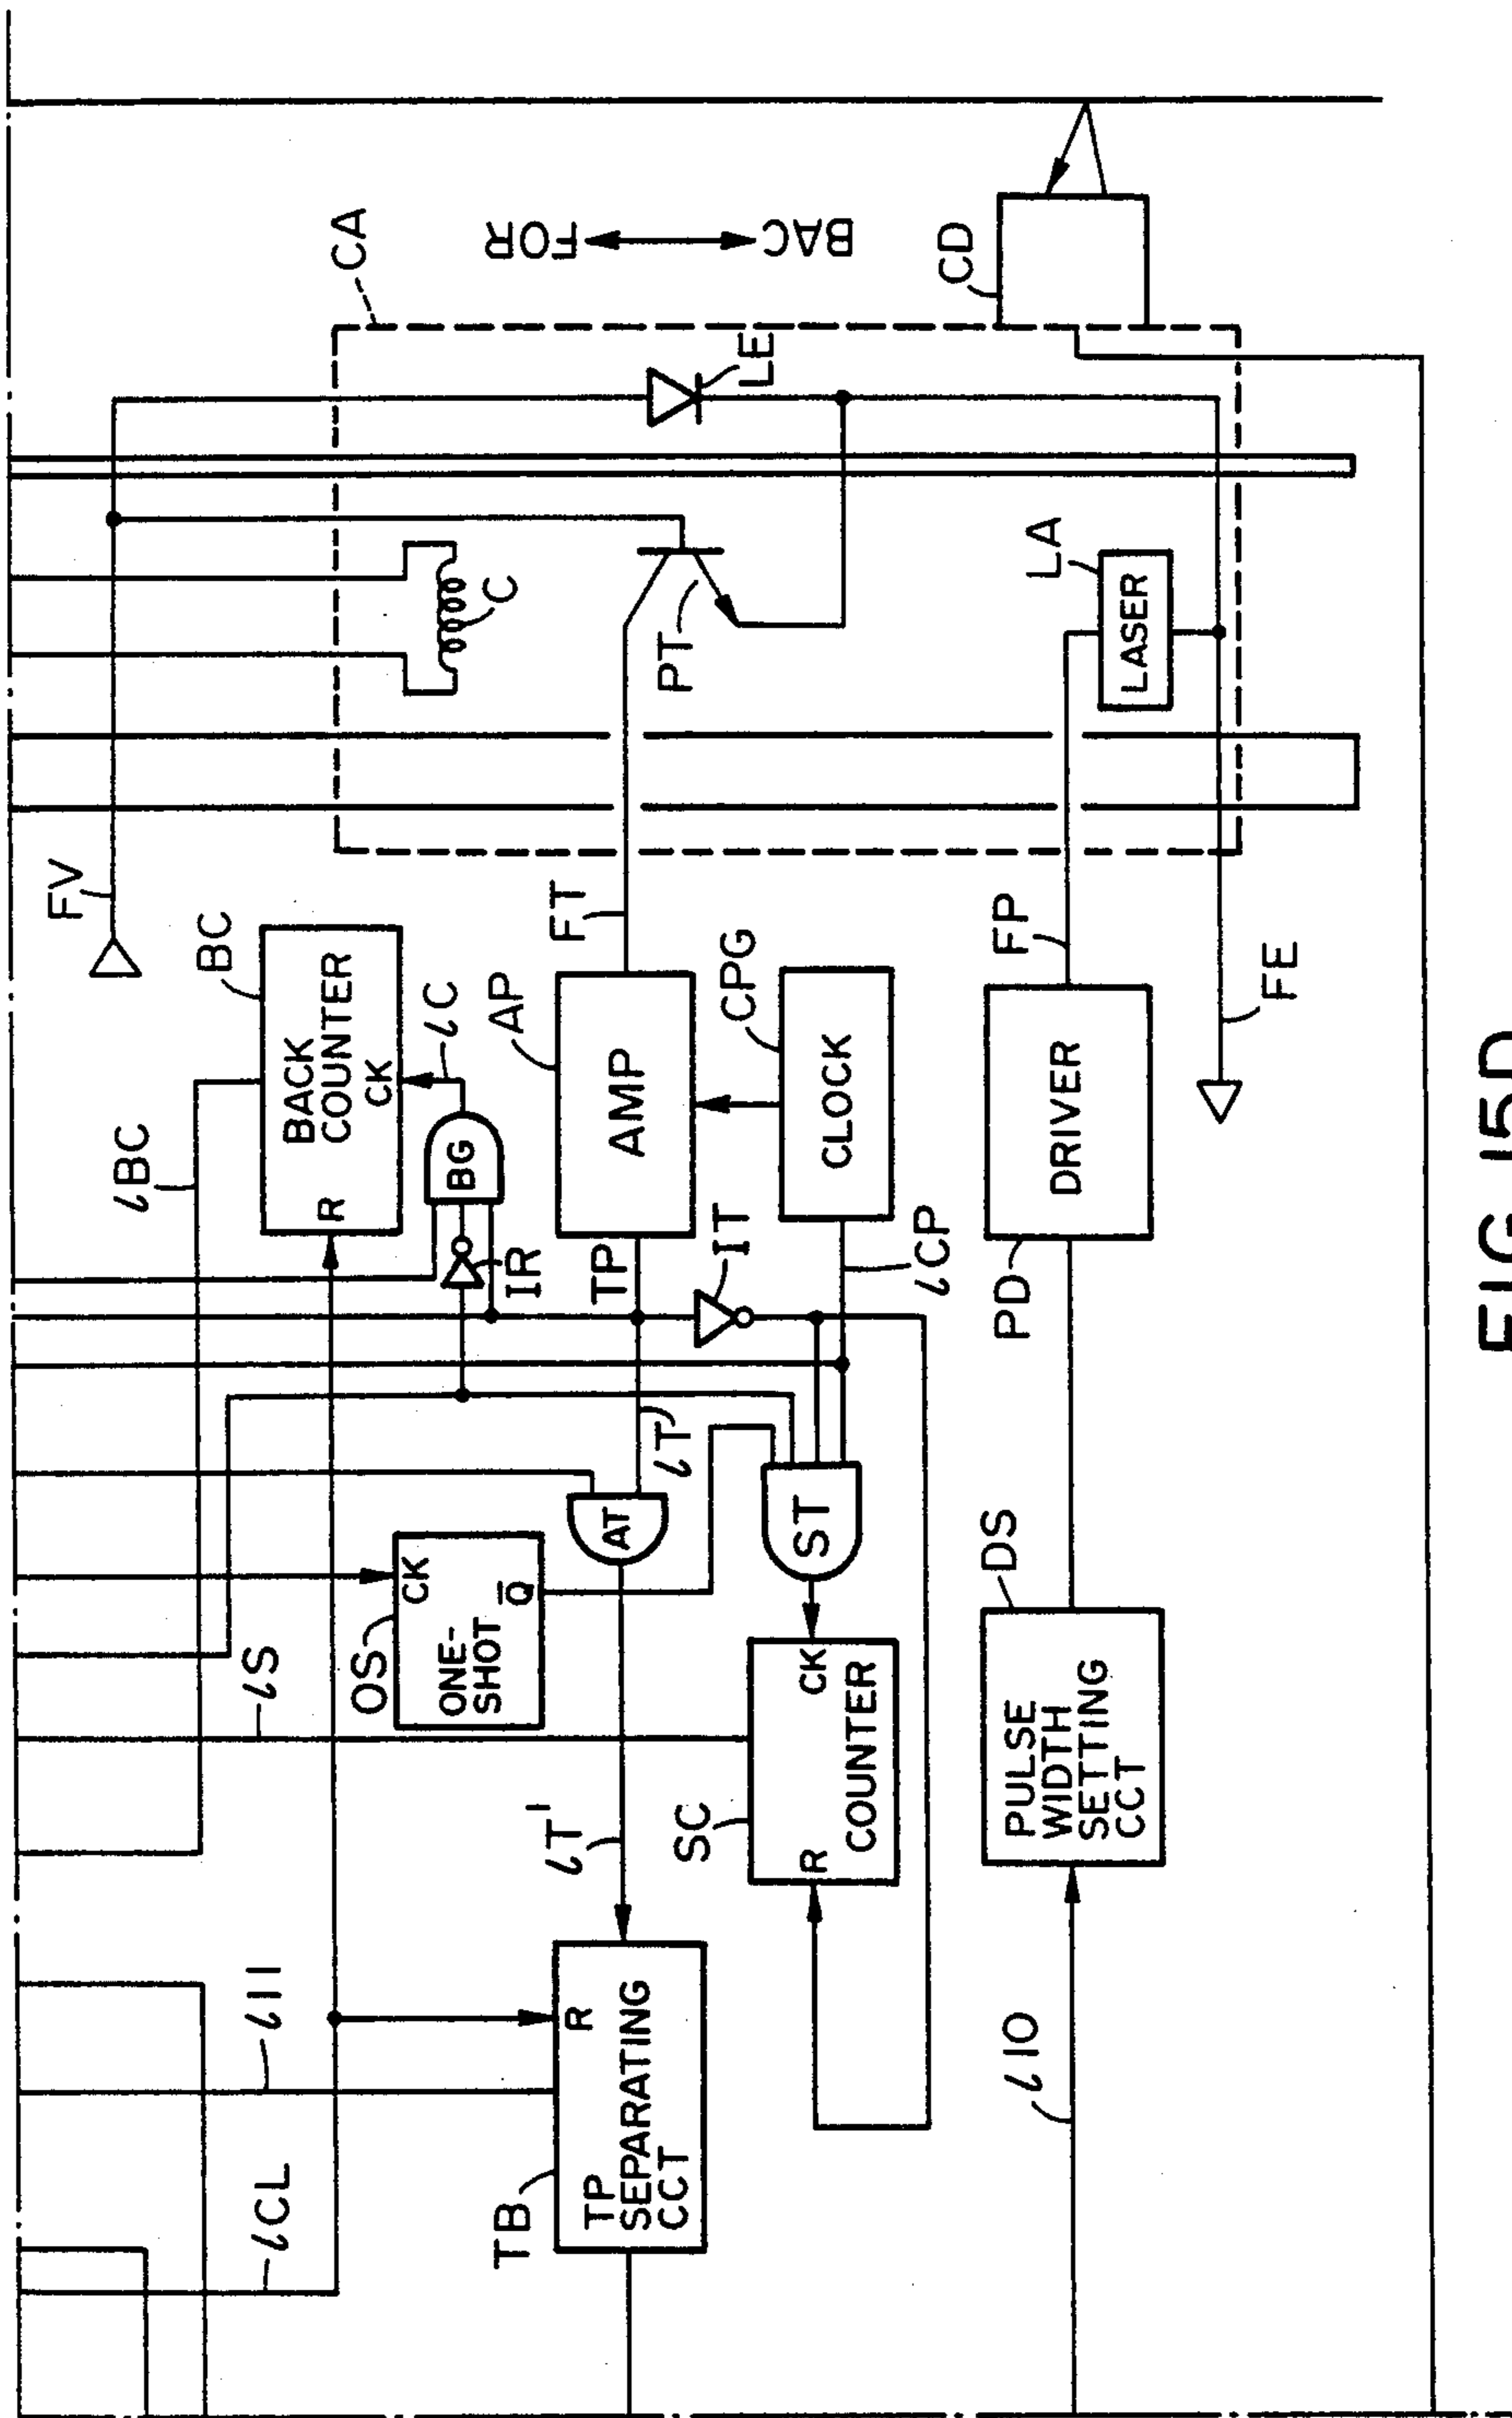 FV
ℓBC
BC
ℓCL
ℓ11
ℓS
BACK
COUNTER
R
CK
CA
OS
CK
ONE-
SHOT
Q̄
ℓC
BG
IR
C
FOR
BAC
TB
ℓT'
AT
TP
AP
FT
R
TP
SEPARATING
CCT
AMP
ℓT
PT
SC
IT
CPG
LE
R
CK
COUNTER
ST
CLOCK
ℓCP
ℓ10
DS
PD
FP
LA
CD
PULSE
WIDTH
SETTING
CCT
DRIVER
LASER
FE
FIG. 15D